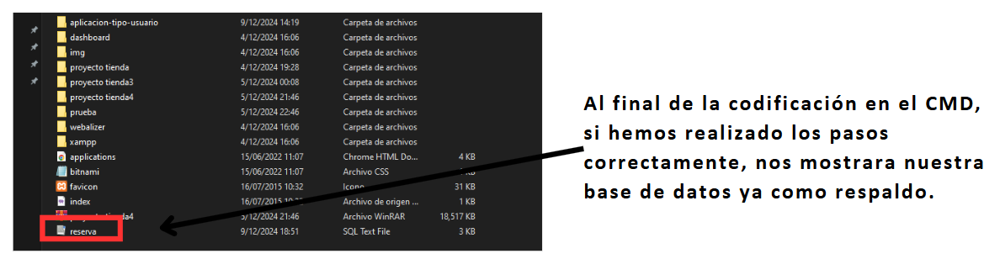 aplicacion-tipo-usuario 9/12/2024 14:19 Carpeta de archivos
dashboard 4/12/2024 16:06 Carpeta de archivos
img 4/12/2024 16:06 Carpeta de archivos
proyecto tienda 4/12/2024 19:28 Carpeta de archivos
proyecto tienda3 5/12/2024 00:08 Carpeta de archivos
proyecto tienda4 5/12/2024 21:46 Carpeta de archivos
prueba 5/12/2024 22:46 Carpeta de archivos
webalizer 4/12/2024 16:06 Carpeta de archivos
xampp 4/12/2024 16:06 Carpeta de archivos
applications 15/06/2022 11:07 Chrome HTML Do... 4 KB
bitnami 15/06/2022 11:07 Archivo CSS KB
favicon 16/07/2015 10:32 Icono 31 KB
index 16/07/2015 Archivo de origen ... 1 KB
5/12/2024 21:46 Archivo WinRAR 18,517 KB
reserva 9/12/2024 18:51 SQL Text File 3 KB
Al final de la codificación en el CMD,
si hemos realizado los pasos
correctamente, nos mostrara nuestra
base de datos ya como respaldo.